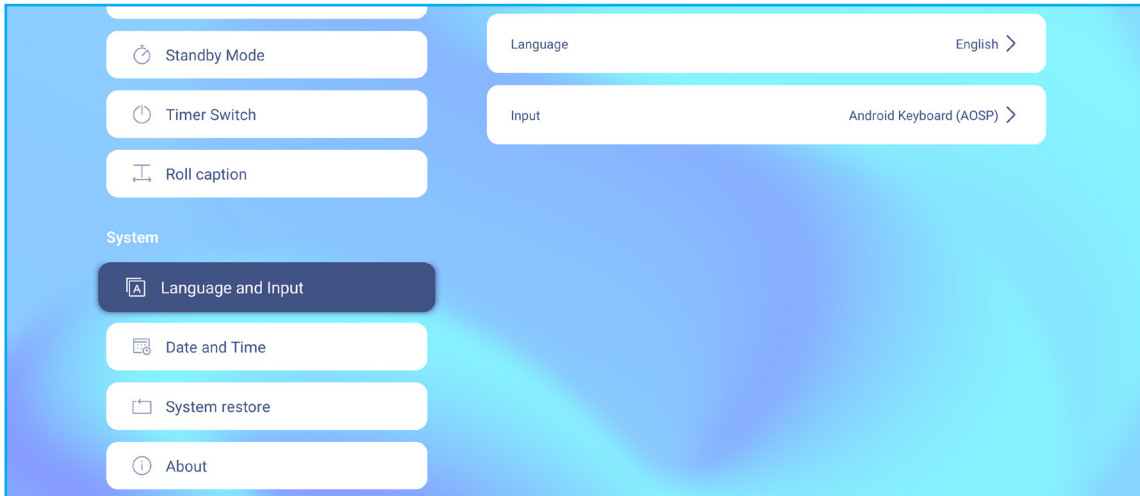 Standby Mode
Timer Switch
Roll caption
System
Language and Input
Date and Time
System restore
About
Language English
Input Android Keyboard (AOSP)